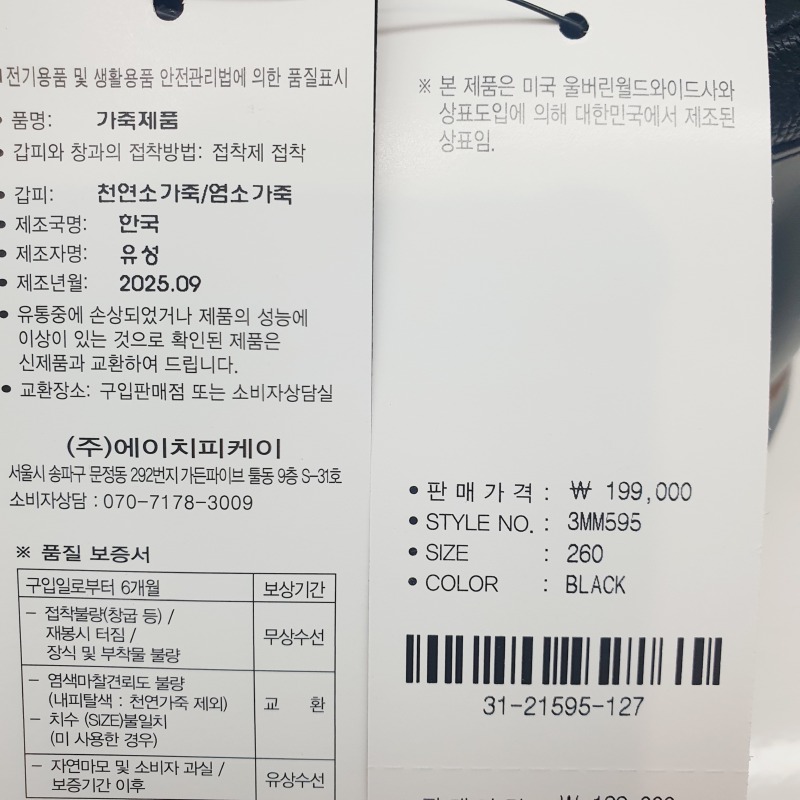 전기용품 및 생활용품 안전관리법에 의한 품질표시
• 품명: 가죽제품
• 갑피와 창과의 접착방법: 접착제 접착
• 갑피: 천연소가죽/염소가죽
• 제조국명: 한국
• 제조자명: 유성
• 제조년월: 2025.09
• 유통중에 손상되었거나 제품의 성능에
이상이 있는 것으로 확인된 제품은
신제품과 교환하여 드립니다.
• 교환장소: 구입판매점 또는 소비자상담실
(주)에이치피케이
서울시 송파구 문정동 292번지 가든파이브 툴동 9층 S-31호
소비자상담 : 070-7178-3009
※ 품질 보증서
구입일로부터 6개월 보상기간
- 접착불량(창굽 등) /
재봉시 터짐 /
장식 및 부착물 불량
무상수선
- 염색마찰견뢰도 불량
(내피탈색 : 천연가죽 제외)
- 치수 (SIZE)불일치
(미 사용한 경우)
교 환
- 자연마모 및 소비자 과실 /
보증기간 이후
유상수선
※ 본 제품은 미국 울버린월드와이드사와
상표도입에 의해 대한민국에서 제조된
상표임.
• 판매가격 : ₩ 199,000
• STYLE NO. : 3MM595
• SIZE : 260
• COLOR : BLACK
31-21595-127